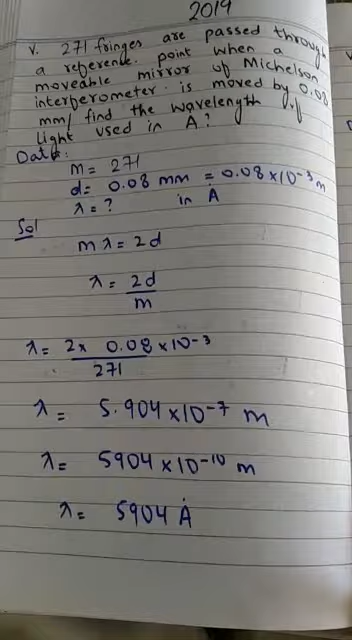 2019
v. 271 fringes are passed through
a reference point when a
moveable mirror of Michelson
interferometer is moved by 0.08
mm, find the wavelength of
light used in A?
Data:
m = 271
d = 0.08 mm = 0.08×10⁻³ m
λ = ? in Å
Sol
mλ = 2d
λ = 2d
m
λ = 2× 0.08×10⁻³
271
λ = 5.904×10⁻⁷ m
λ = 5904×10⁻¹⁰ m
λ = 5904 Å